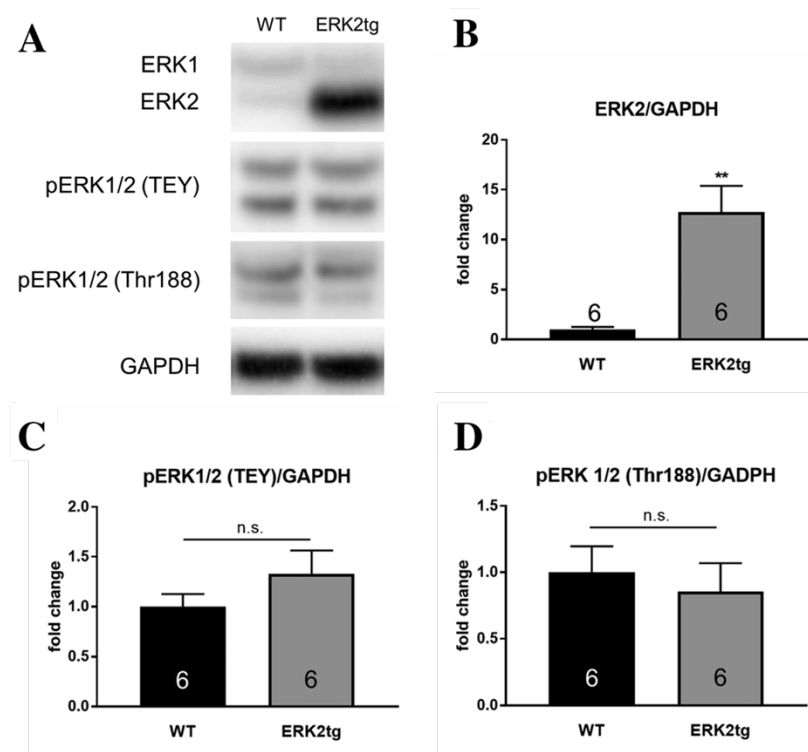 A
WT ERK2tg
ERK1
ERK2
pERK1/2 (TEY)
pERK1/2 (Thr188)
GAPDH
B
ERK2/GAPDH
fold change
20
15
10
5
0
**
6
6
WT ERK2tg
C
pERK1/2 (TEY)/GAPDH
fold change
2.0
1.5
1.0
0.5
0.0
n.s.
6
6
WT ERK2tg
D
pERK 1/2 (Thr188)/GADPH
fold change
1.5
1.0
0.5
0.0
n.s.
6
6
WT ERK2tg